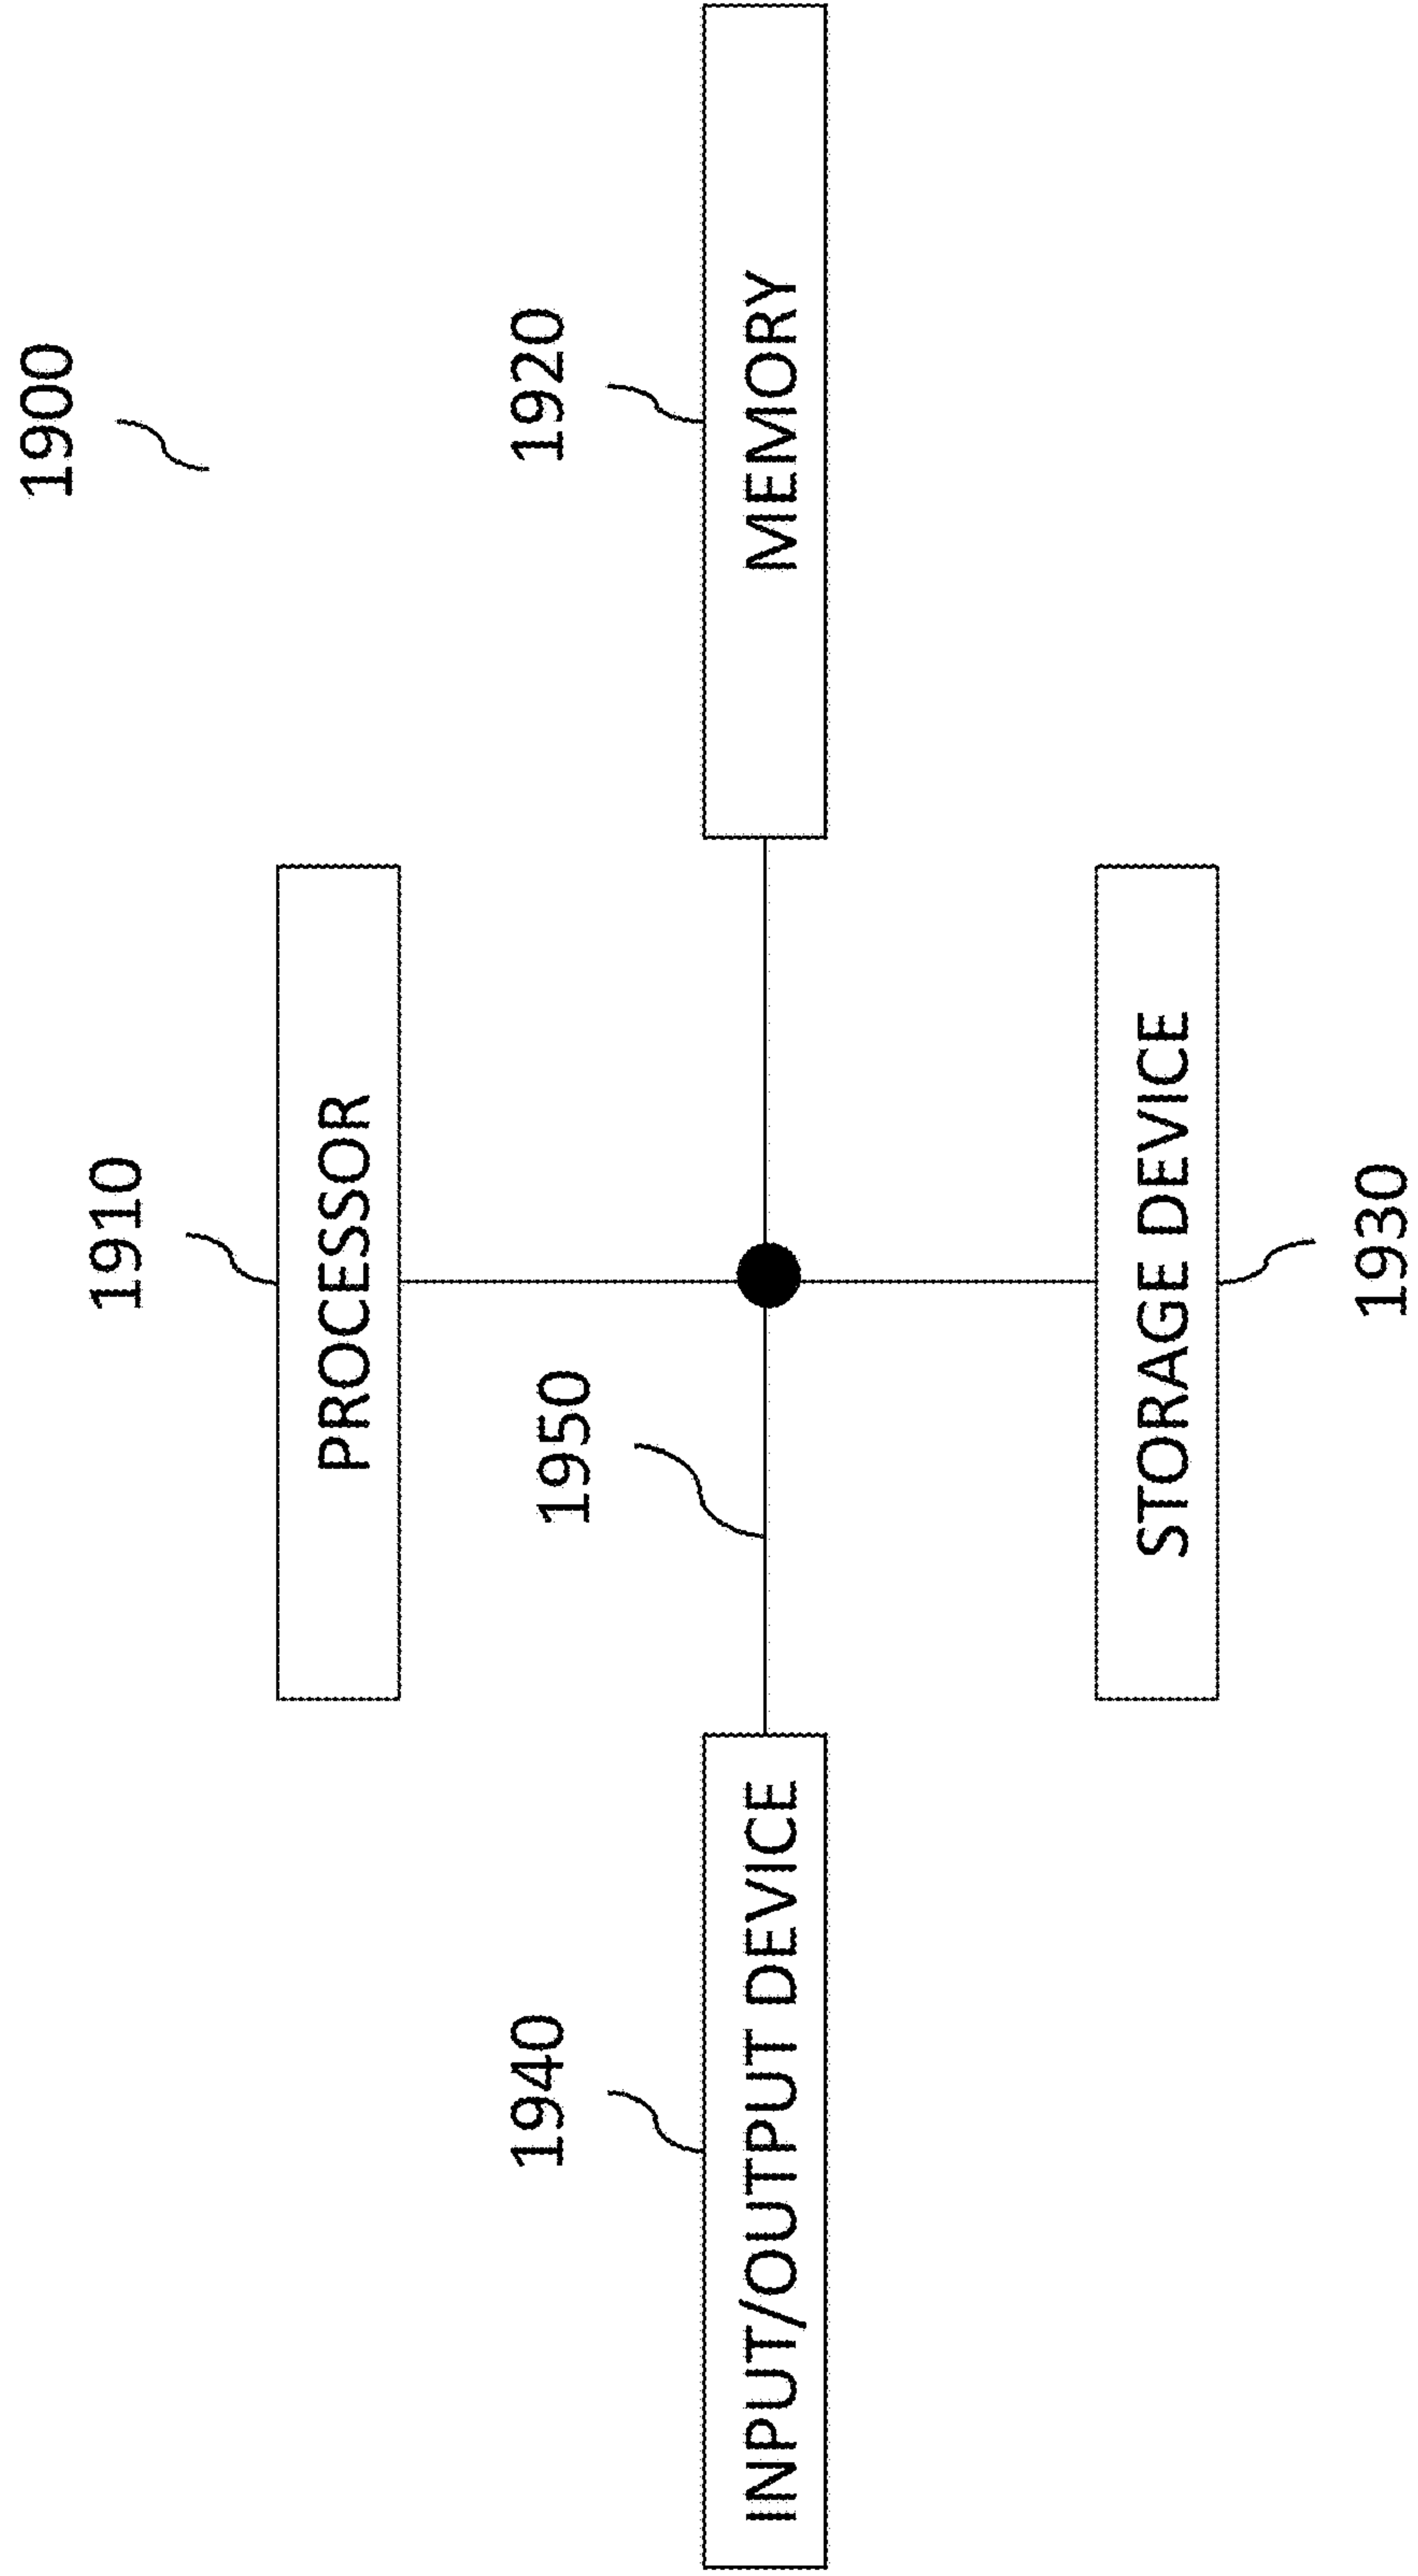 1900
1910
PROCESSOR
1940
1950
1920
INPUT/OUTPUT DEVICE
MEMORY
STORAGE DEVICE
1930